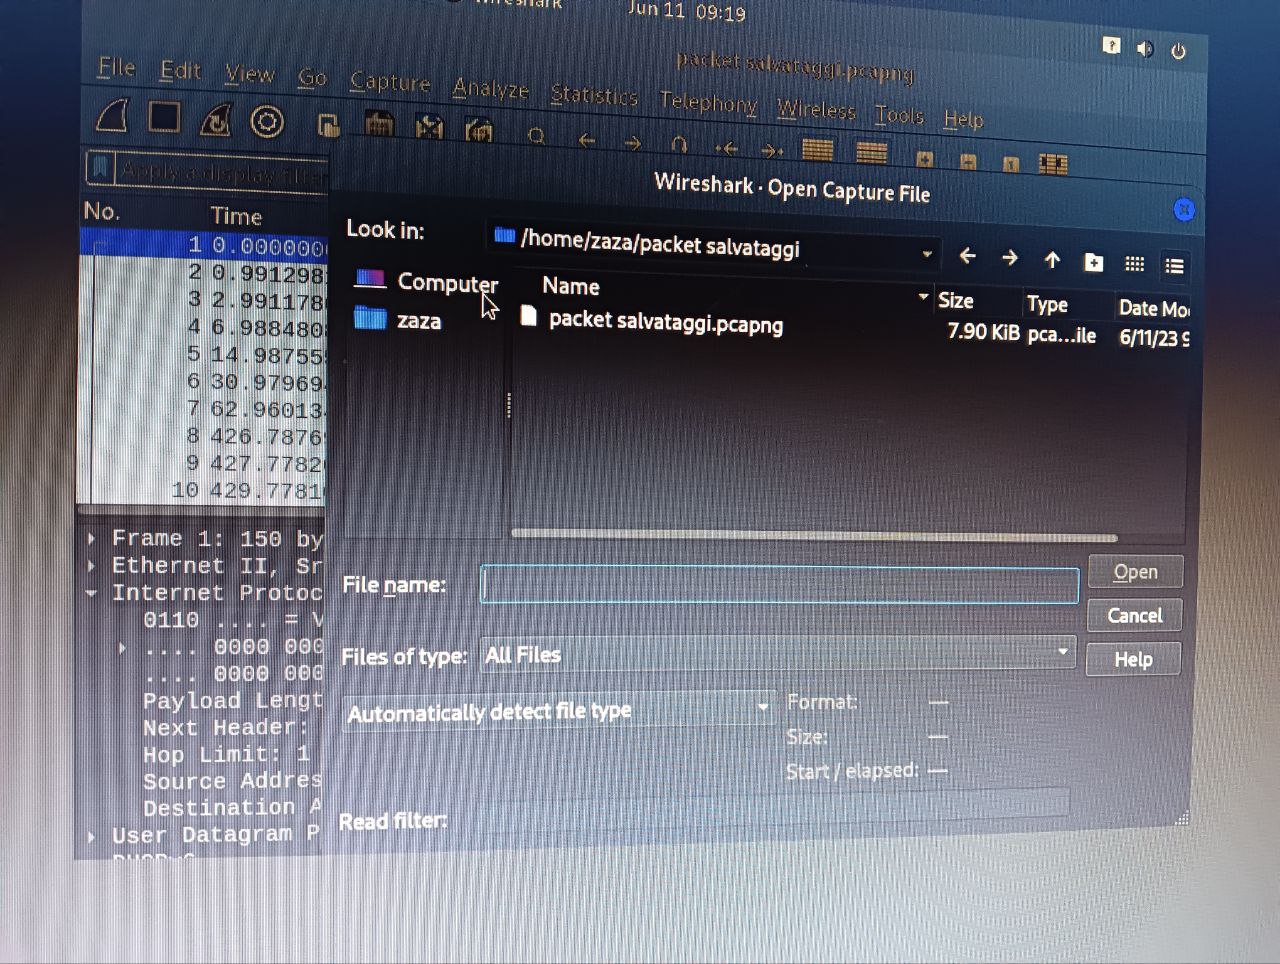 Wireshark
Jun 11 09:19
packet salvataggi.pcapng
File Edit View Go Capture Analyze Statistics Telephony Wireless Tools Help
Apply a display filter
Wireshark · Open Capture File
No. Time
Look in: /home/zaza/packet salvataggi
1 0.0000000
2 0.991298
3 2.991178
4 6.988480
5 14.98755
6 30.97969
7 62.96013
8 426.7876
9 427.7782
10 429.7781
Computer
zaza
Name Size Type Date Mo
packet salvataggi.pcapng 7.90 KiB pca...ile 6/11/23 9
Frame 1: 150 by
Ethernet II, Sr
Internet Protoc
0110 .... = V
.... 0000 000
.... 0000 000
Payload Lengt
Next Header:
Hop Limit: 1
Source Addres
Destination A
User Datagram P
DHCPv6
File name:
Open
Cancel
Files of type: All Files
Help
Automatically detect file type
Format: —
Size: —
Start / elapsed: —
Read filter: